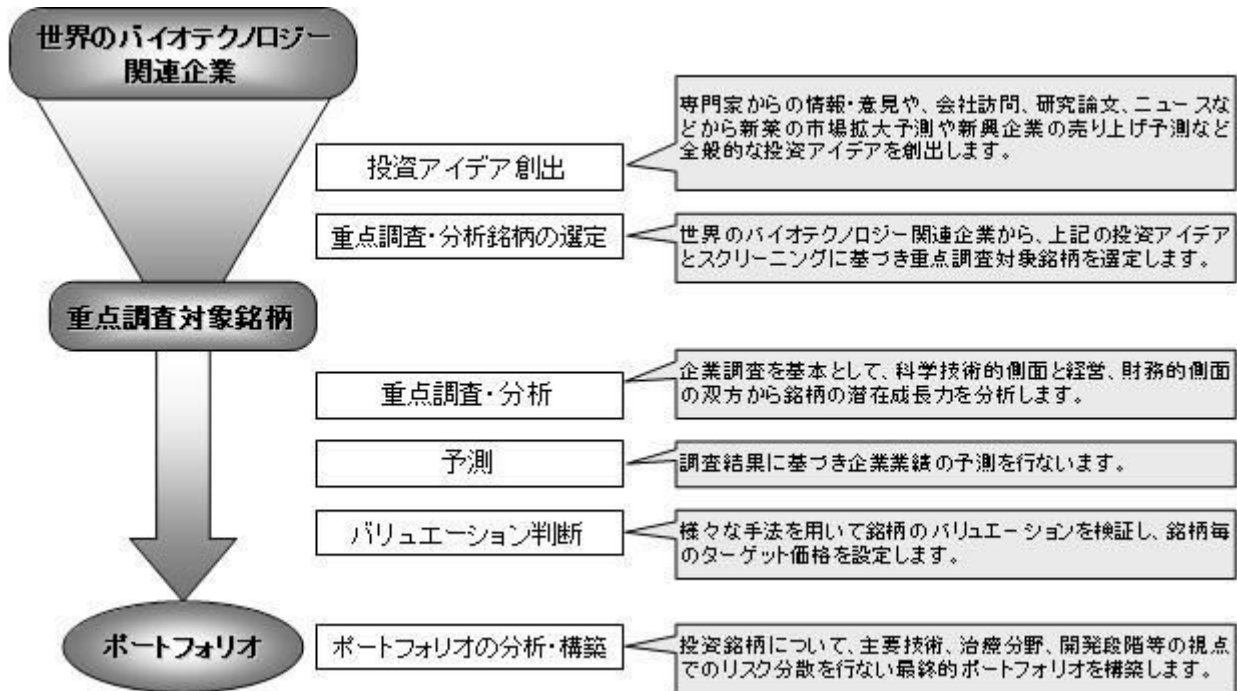 世界のバイオテクノロジー
関連企業
専門家からの情報・意見や、会社訪問、研究論文、ニュースな
どから新薬の市場拡大予測や新興企業の売り上げ予測など
全般的な投資アイデアを創出します。
投資アイデア創出
重点調査・分析銘柄の選定
世界のバイオテクノロジー関連企業から、上記の投資アイデア
とスクリーニングに基づき重点調査対象銘柄を選定します。
重点調査対象銘柄
企業調査を基本として、科学技術的側面と経営、財務的側面
の双方から銘柄の潜在成長力を分析します。
重点調査・分析
予測
調査結果に基づき企業業績の予測を行ないます。
バリュエーション判断
様々な手法を用いて銘柄のバリュエーションを検証し、銘柄毎
のターゲット価格を設定します。
ポートフォリオ
ポートフォリオの分析・構築
投資銘柄について、主要技術、治療分野、開発段階等の視点
でのリスク分散を行ない最終的ポートフォリオを構築します。